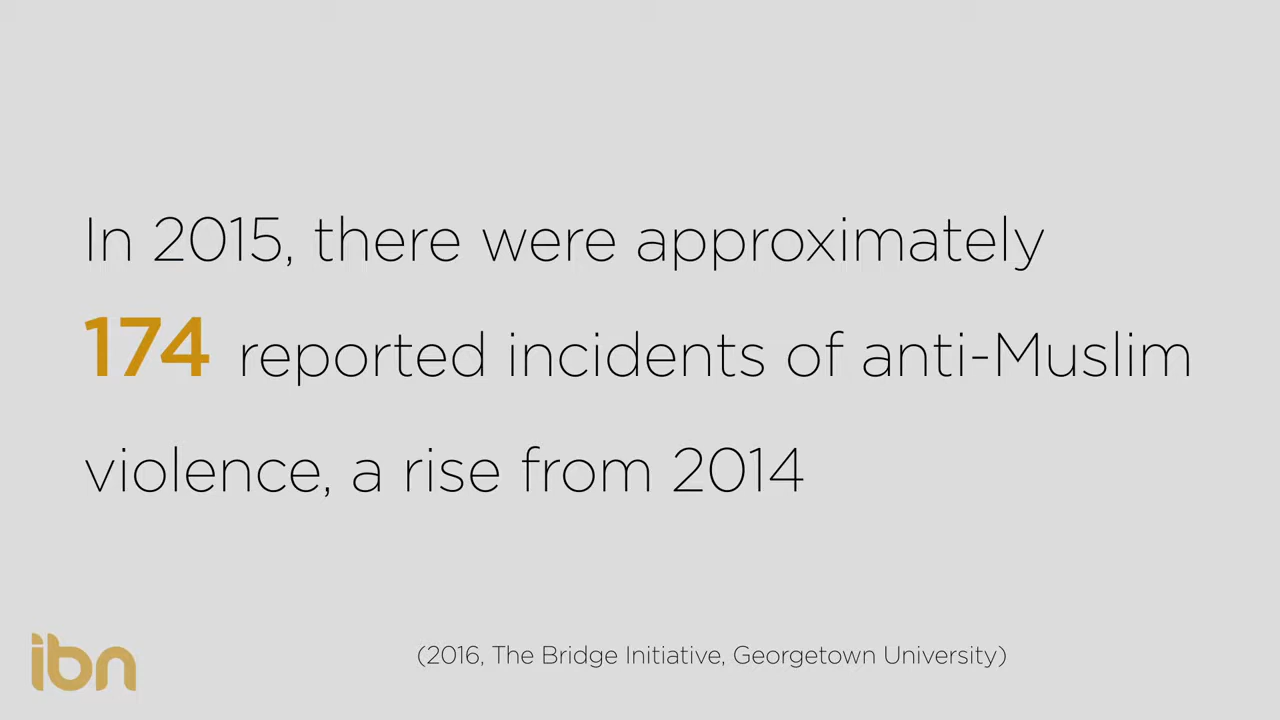 In 2015, there were approximately
174 reported incidents of anti-Muslim
violence, a rise from 2014
ibn
(2016, The Bridge Initiative, Georgetown University)